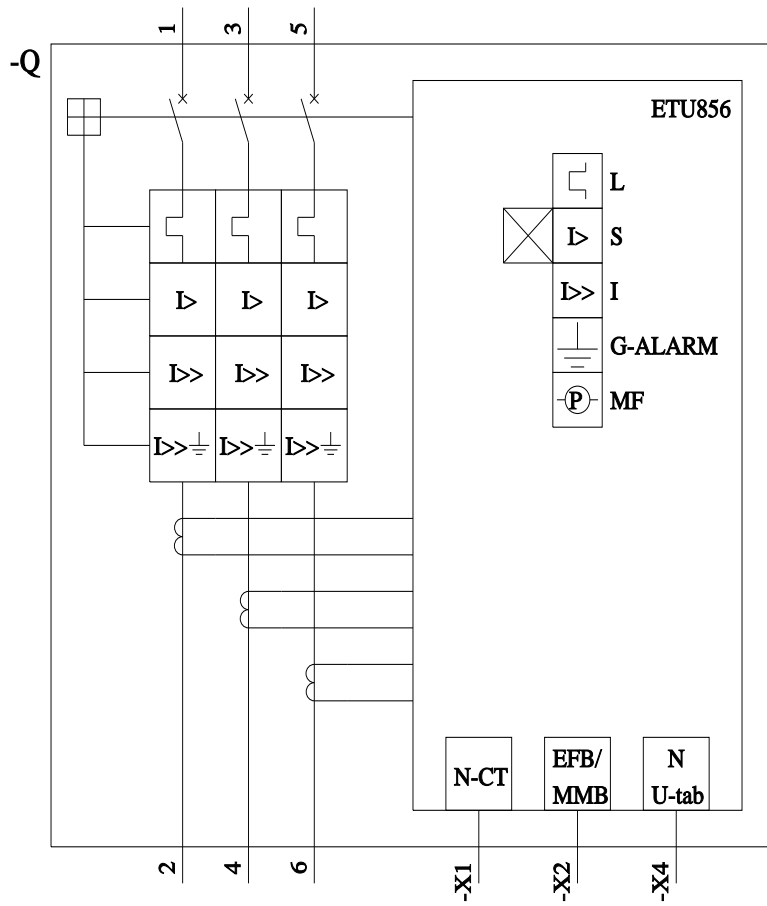 1 3 5
-Q
ETU856
L
I> I> I> I> S
I>> I>> I>> I>> I
G-ALARM
P MF
I>> I>> I>>
N-CT
EFB/
MMB
N
U-tab
2 4 6
-X1 -X2 -X4